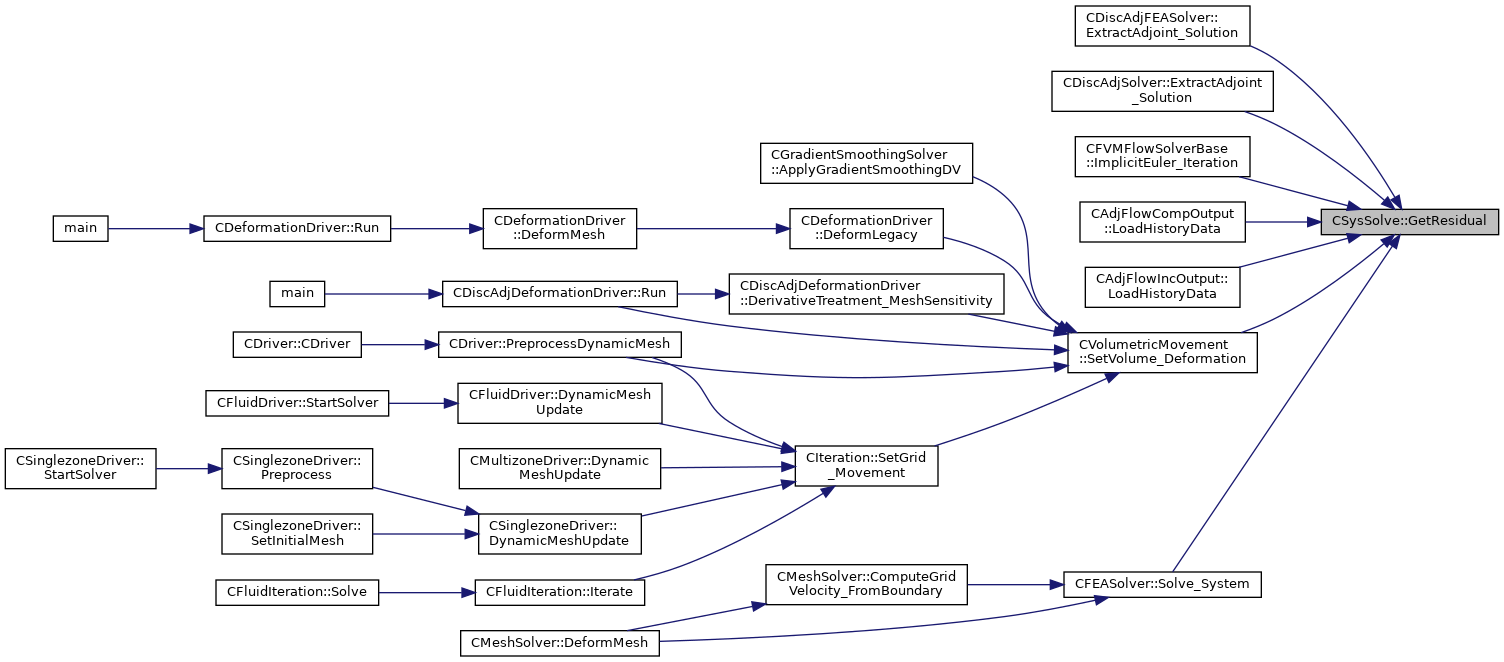 CDiscAdjFEASolver::
ExtractAdjoint_Solution
CDiscAdjSolver::ExtractAdjoint
_Solution
CFVMFlowSolverBase
::ImplicitEuler_Iteration
CGradientSmoothingSolver
::ApplyGradientSmoothingDV
CAdjFlowCompOutput
::LoadHistoryData
CSysSolve::GetResidual
main
CDeformationDriver::Run
CDeformationDriver
::DeformMesh
CDeformationDriver
::DeformLegacy
CAdjFlowIncOutput::
LoadHistoryData
main
CDiscAdjDeformationDriver::Run
CDiscAdjDeformationDriver
::DerivativeTreatment_MeshSensitivity
CDriver::CDriver
CDriver::PreprocessDynamicMesh
CVolumetricMovement
::SetVolume_Deformation
CFluidDriver::StartSolver
CFluidDriver::DynamicMesh
Update
CSinglezoneDriver::
StartSolver
CSinglezoneDriver::
Preprocess
CMultizoneDriver::Dynamic
MeshUpdate
CIteration::SetGrid
_Movement
CSinglezoneDriver::
SetInitialMesh
CSinglezoneDriver::
DynamicMeshUpdate
CFluidIteration::Solve
CFluidIteration::Iterate
CMeshSolver::ComputeGrid
Velocity_FromBoundary
CFEASolver::Solve_System
CMeshSolver::DeformMesh